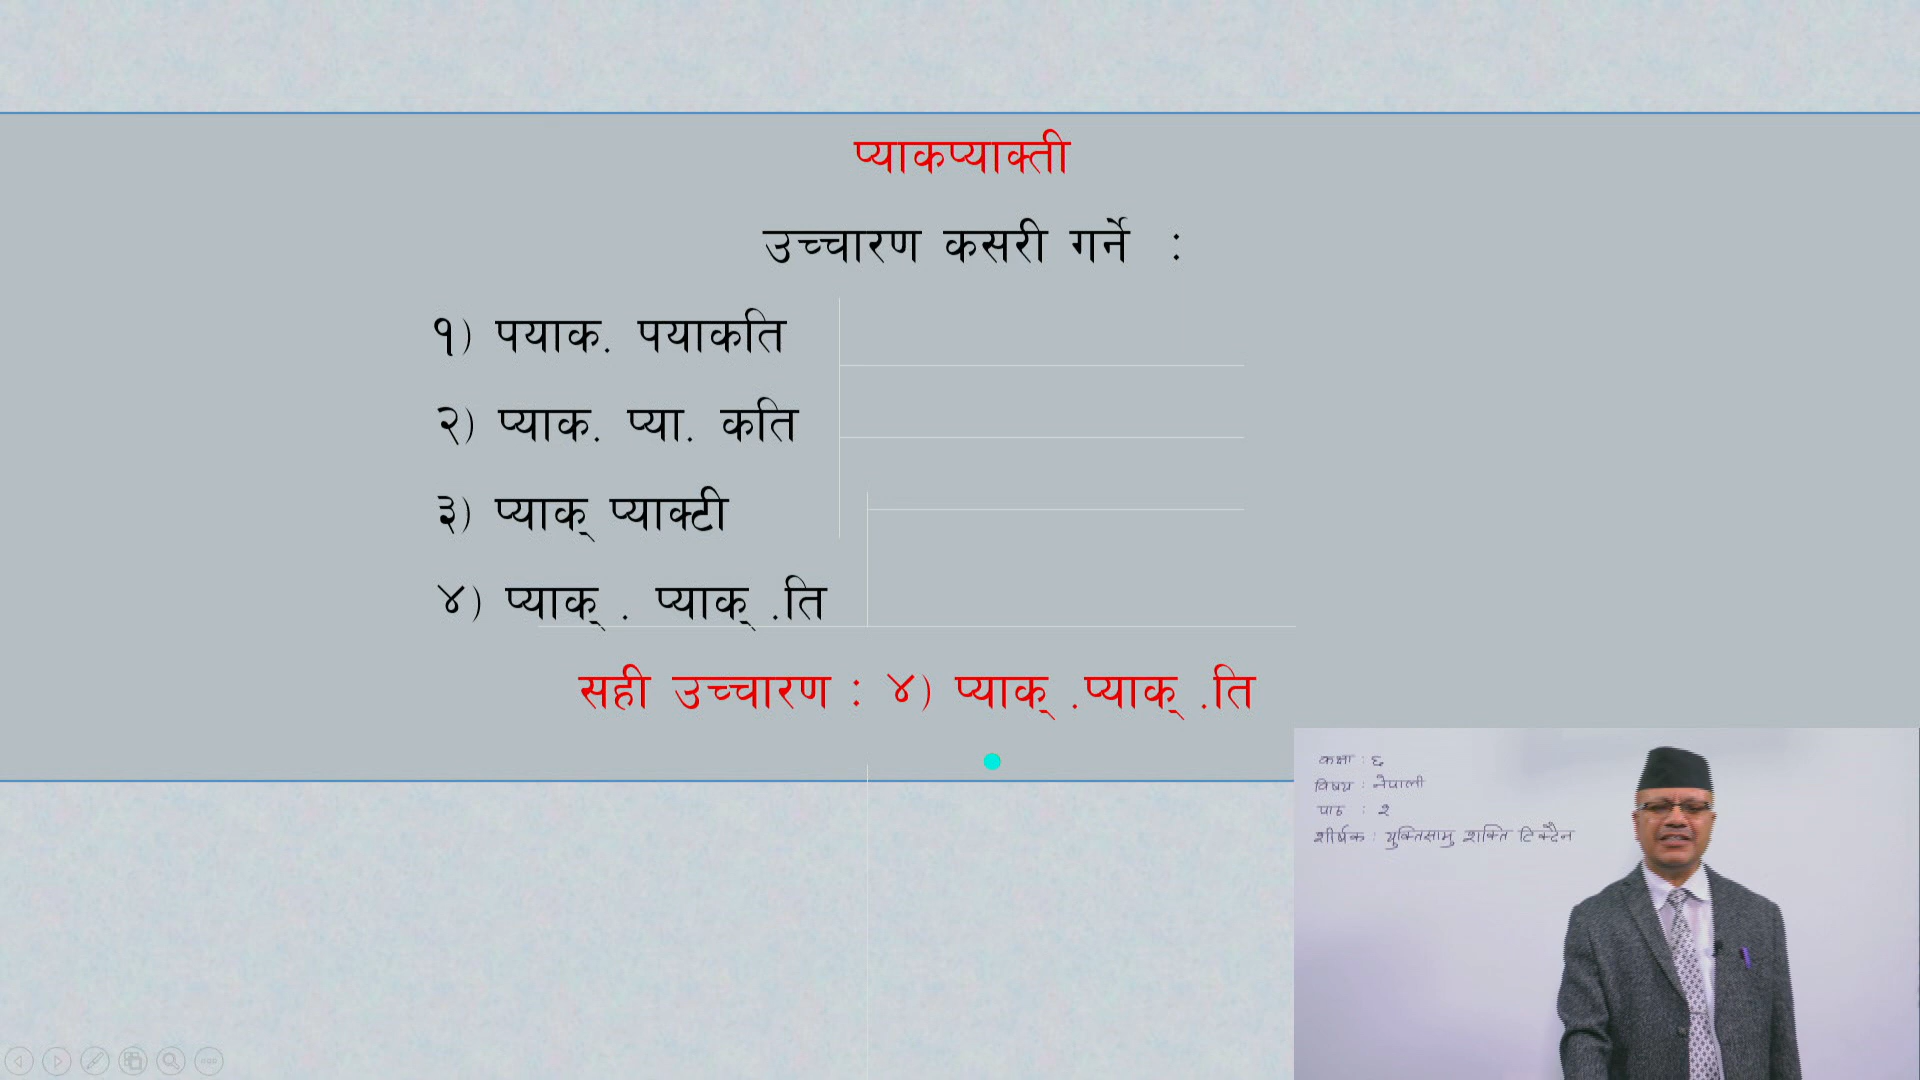 प्याकप्याक्ती
उच्चारण कसरी गर्ने :
१) पयाक. पयाकति
२) प्याक. प्या. कति
३) प्याक् प्याक्टी
४) प्याक् . प्याक् .ति
सही उच्चारण : ४) प्याक् .प्याक् .ति
कक्षा : ६
विषय : नेपाली
पाठ : २
शीर्षक : युक्तिसामु शक्ति टिक्दैन